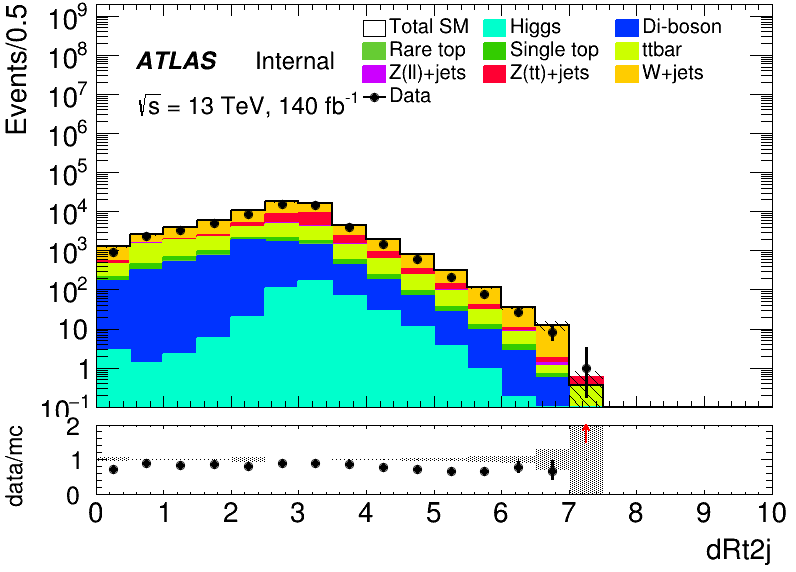 Events/0.5
10⁹
10⁸
10⁷
10⁶
10⁵
10⁴
10³
10²
10
1
10⁻¹
ATLAS Internal
√s = 13 TeV, 140 fb⁻¹
Total SM Higgs Di-boson
Rare top Single top ttbar
Z(ll)+jets Z(tt)+jets W+jets
Data
data/mc
2
1
0
0 1 2 3 4 5 6 7 8 9 10
dRt2j